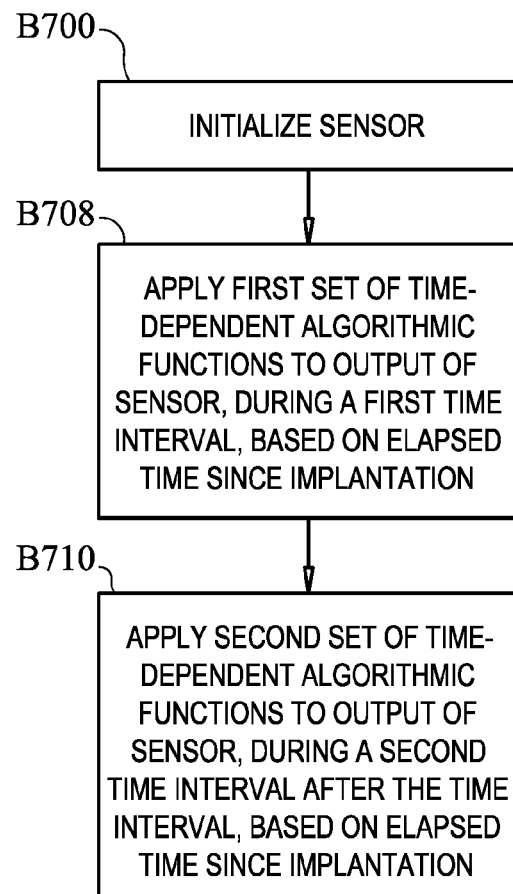 B700
INITIALIZE SENSOR
B708
APPLY FIRST SET OF TIME-
DEPENDENT ALGORITHMIC
FUNCTIONS TO OUTPUT OF
SENSOR, DURING A FIRST TIME
INTERVAL, BASED ON ELAPSED
TIME SINCE IMPLANTATION
B710
APPLY SECOND SET OF TIME-
DEPENDENT ALGORITHMIC
FUNCTIONS TO OUTPUT OF
SENSOR, DURING A SECOND
TIME INTERVAL AFTER THE TIME
INTERVAL, BASED ON ELAPSED
TIME SINCE IMPLANTATION